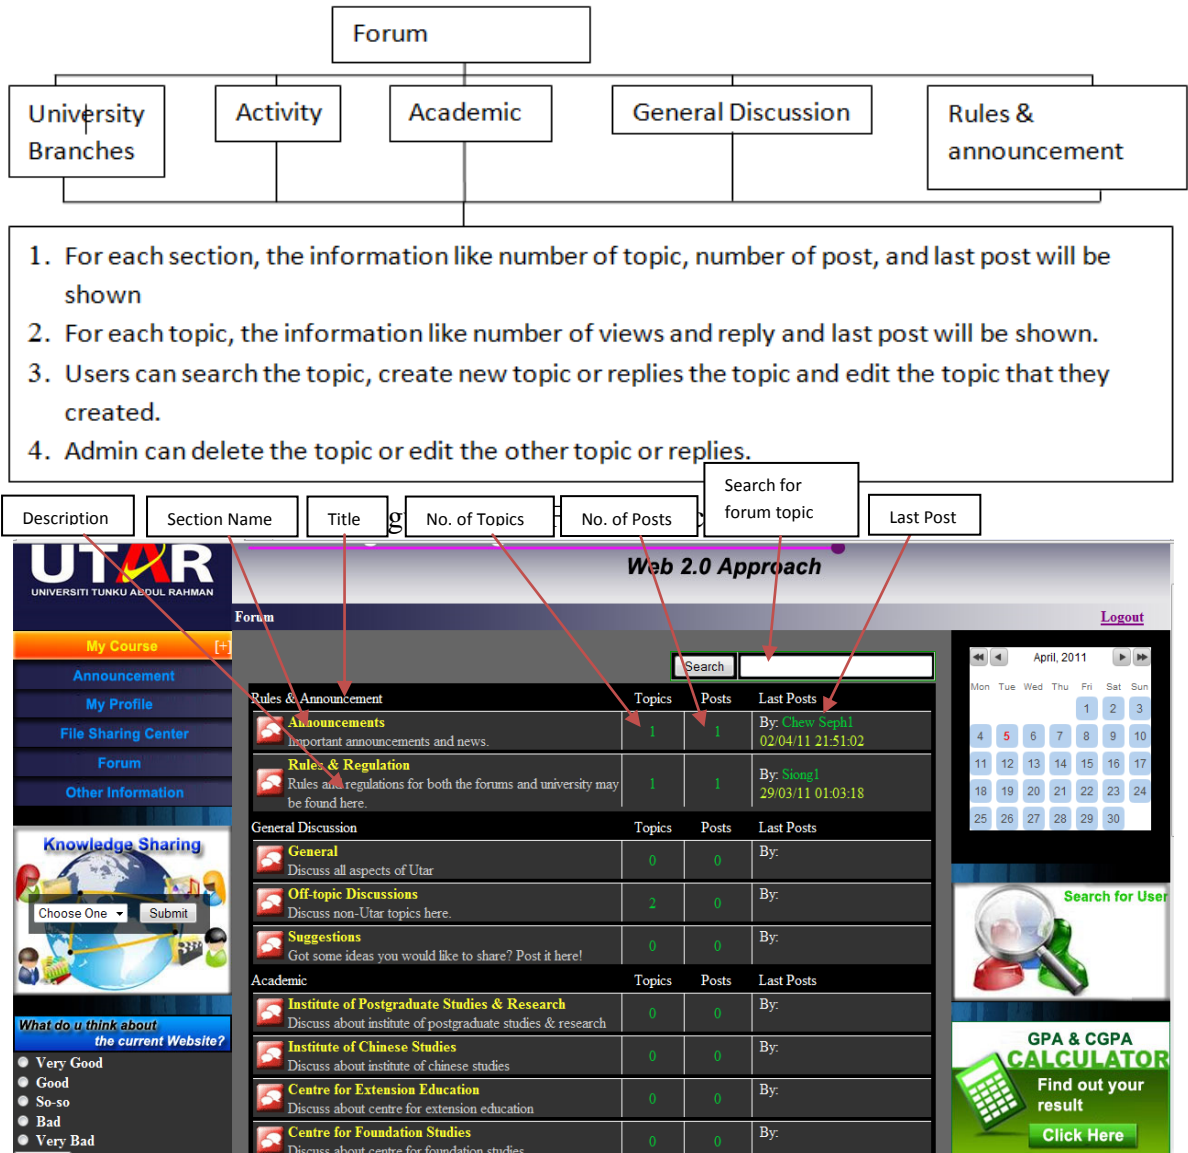 Forum
University
Branches
Activity
Academic
General Discussion
Rules &
announcement
1. For each section, the information like number of topic, number of post, and last post will be
shown
2. For each topic, the information like number of views and reply and last post will be shown.
3. Users can search the topic, create new topic or replies the topic and edit the topic that they
created.
4. Admin can delete the topic or edit the other topic or replies.
Description
Section Name
Title
No. of Topics
No. of Posts
Search for
forum topic
Last Post
UTAR
UNIVERSITI TUNKU ABDUL RAHMAN
Web 2.0 Approach
Forum
Logout
My Course [+]
Announcement
My Profile
File Sharing Center
Forum
Other Information
Knowledge Sharing
Choose One
Submit
What do u think about
the current Website?
Very Good
Good
So-so
Bad
Very Bad
Search
Rules & Announcement Topics Posts Last Posts
Announcements
Important announcements and news.
1 1
By: Chew Seph1
02/04/11 21:51:02
Rules & Regulation
Rules and regulations for both the forums and university may
be found here.
1 1
By: Siong1
29/03/11 01:03:18
General Discussion Topics Posts Last Posts
General
Discuss all aspects of Utar
0 0 By:
Off-topic Discussions
Discuss non-Utar topics here.
2 0 By:
Suggestions
Got some ideas you would like to share? Post it here!
0 0 By:
Academic Topics Posts Last Posts
Institute of Postgraduate Studies & Research
Discuss about institute of postgraduate studies & research
0 0 By:
Institute of Chinese Studies
Discuss about institute of chinese studies
0 0 By:
Centre for Extension Education
Discuss about centre for extension education
0 0 By:
Centre for Foundation Studies
Discuss about centre for foundation studies
0 0 By:
April, 2011
Mon Tue Wed Thu Fri Sat Sun
1 2 3
4 5 6 7 8 9 10
11 12 13 14 15 16 17
18 19 20 21 22 23 24
25 26 27 28 29 30
Search for User
GPA & CGPA
CALCULATOR
Find out your
result
Click Here